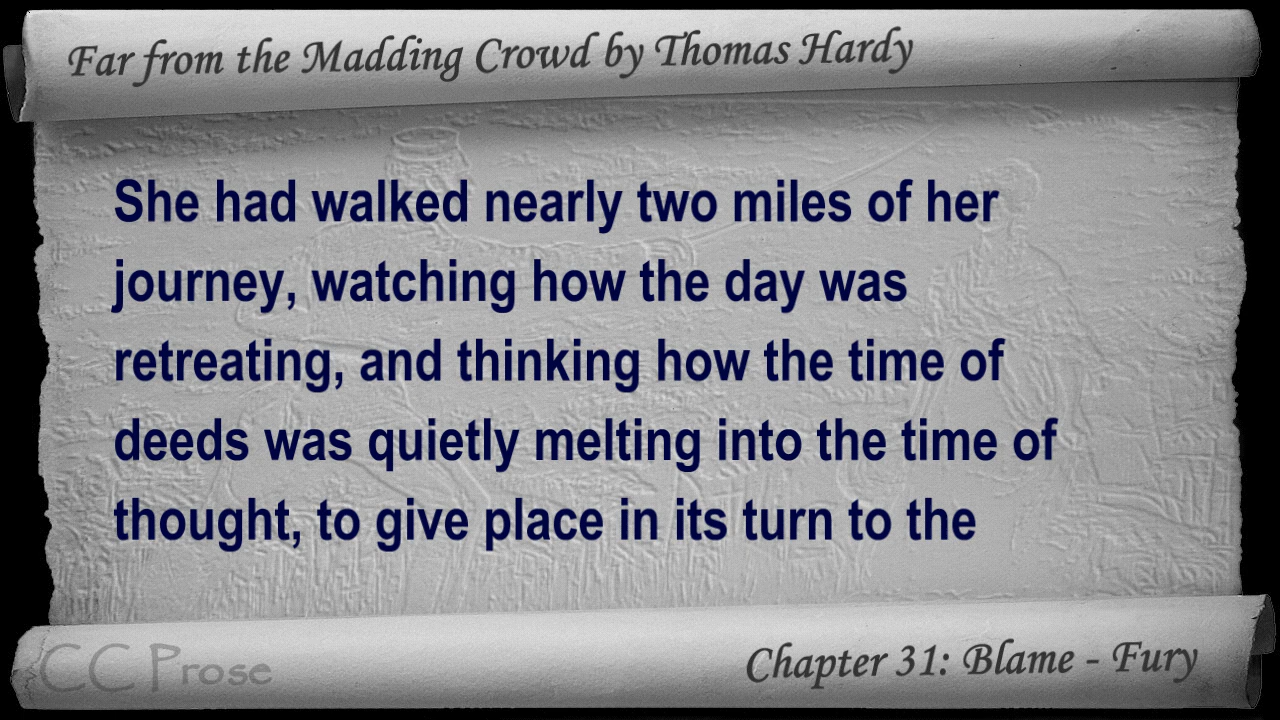 Far from the Madding Crowd by Thomas Hardy
She had walked nearly two miles of her
journey, watching how the day was
retreating, and thinking how the time of
deeds was quietly melting into the time of
thought, to give place in its turn to the
CC Prose
Chapter 31: Blame - Fury